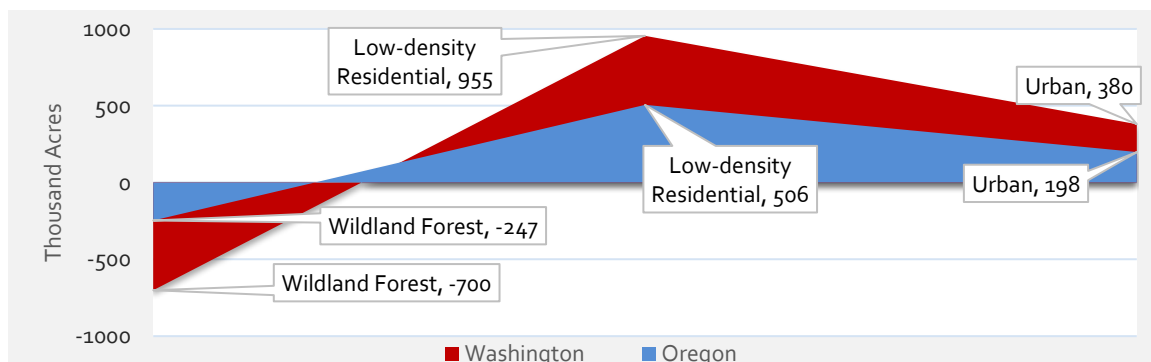 1000
Low-density
Residential, 955
Urban, 380
500
Low-density
Residential, 506
Urban, 198
0
Thousand Acres
Wildland Forest, -247
-500
Wildland Forest, -700
-1000
Washington
Oregon